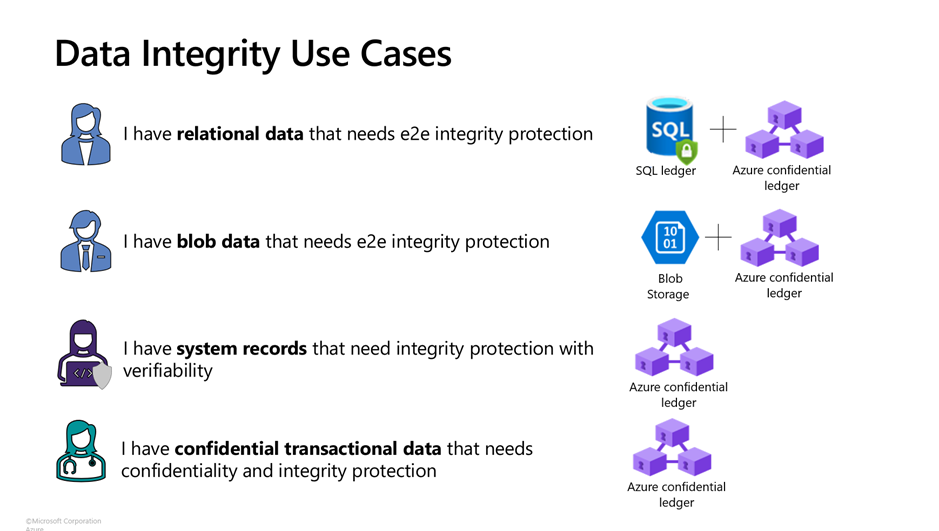 Data Integrity Use Cases
I have relational data that needs e2e integrity protection
SQL
SQL ledger
Azure confidential
ledger
I have blob data that needs e2e integrity protection
10
01
Blob
Storage
Azure confidential
ledger
I have system records that need integrity protection with
verifiability
</>
Azure confidential
ledger
I have confidential transactional data that needs
confidentiality and integrity protection
Azure confidential
ledger
©Microsoft Corporation
Azure